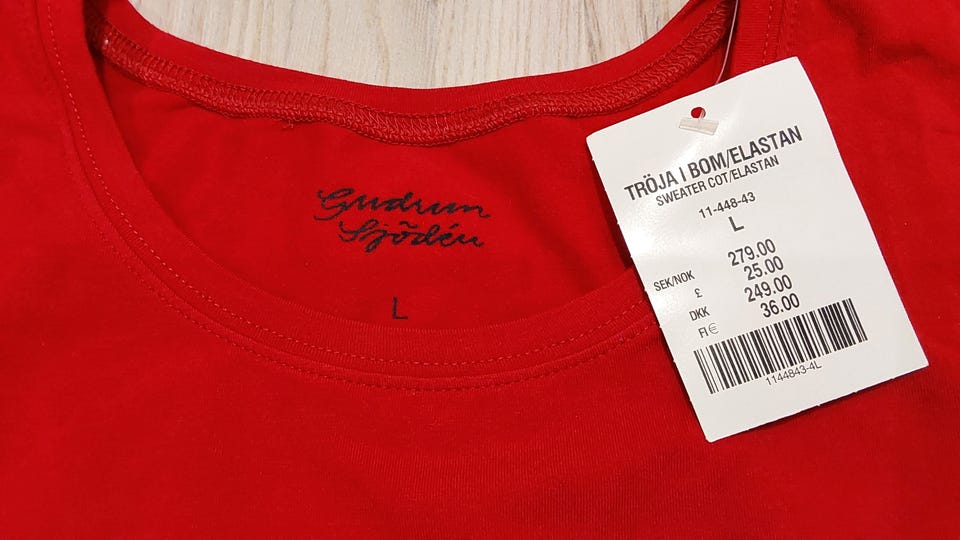 Gudrun
Sjödén
L
TRÖJA I BOM/ELASTAN
SWEATER COT/ELASTAN
11-448-43
L
SEK/NOK 279.00
£ 25.00
DKK 249.00
FI€ 36.00
1144843-4L